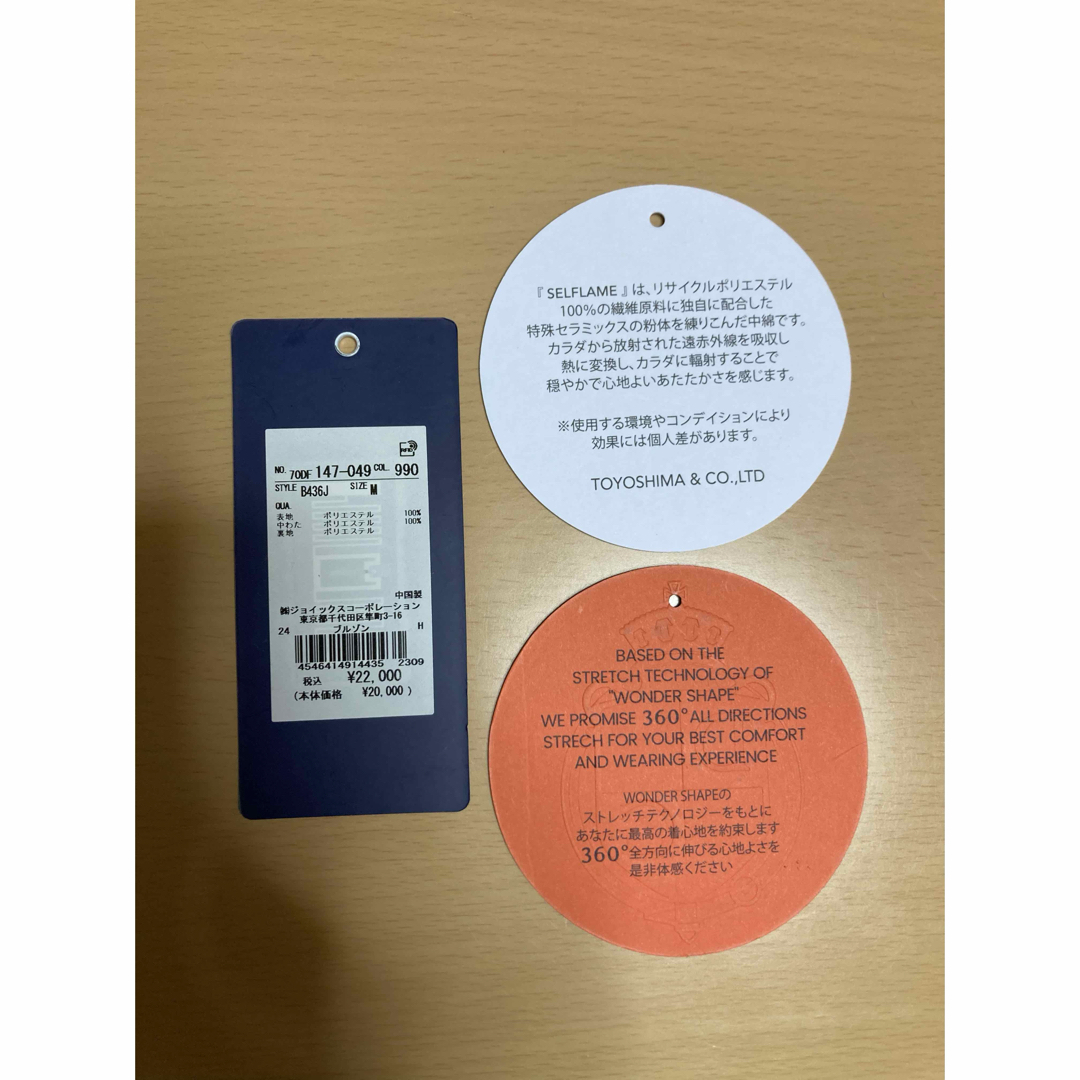 RFID
NO. 70DF 147-049 COL. 990
STYLE B436J SIZE M
QUA.
表地 ポリエステル 100%
中わた ポリエステル 100%
裏地 ポリエステル
中国製
㈱ジョイックスコーポレーション
東京都千代田区隼町3-16
24 ブルゾン H
4546414914435 2309
税込 ¥22,000
(本体価格 ¥20,000)
『 SELFLAME 』は、リサイクルポリエステル
100%の繊維原料に独自に配合した
特殊セラミックスの粉体を練りこんだ中綿です。
カラダから放射された遠赤外線を吸収し
熱に変換し、カラダに輻射することで
穏やかで心地よいあたたかさを感じます。
※使用する環境やコンデイションにより
効果には個人差があります。
TOYOSHIMA & CO.,LTD
BASED ON THE
STRETCH TECHNOLOGY OF
"WONDER SHAPE"
WE PROMISE 360° ALL DIRECTIONS
STRECH FOR YOUR BEST COMFORT
AND WEARING EXPERIENCE
WONDER SHAPEの
ストレッチテクノロジーをもとに
あなたに最高の着心地を約束します
360°全方向に伸びる心地よさを
是非体感ください